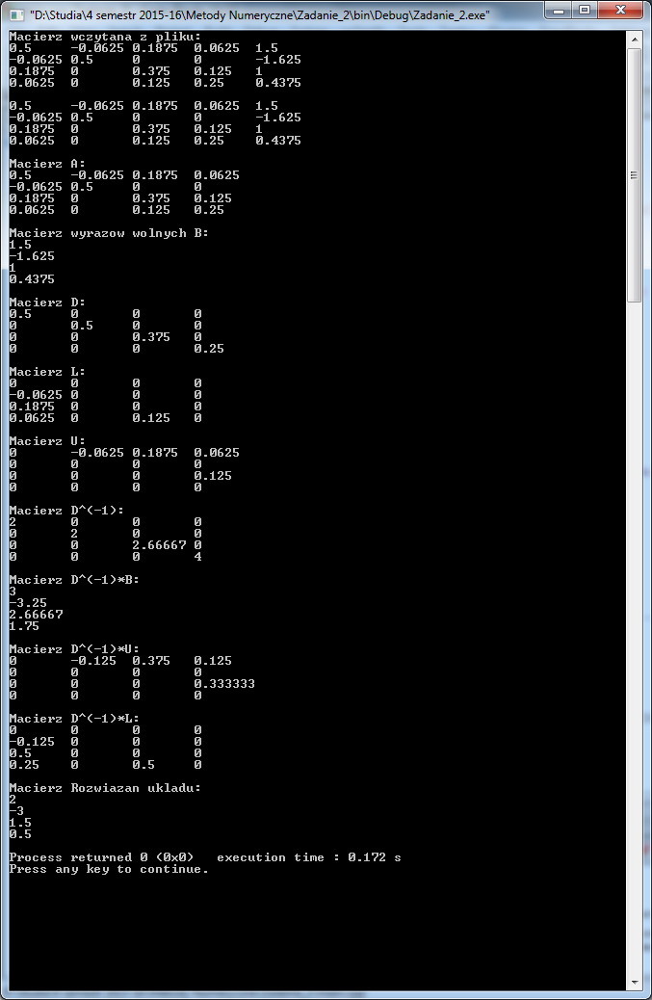 "D:\Studia\4 semestr 2015-16\Metody Numeryczne\Zadanie_2\bin\Debug\Zadanie_2.exe"
Macierz wczytana z pliku:
0.5 -0.0625 0.1875 0.0625 1.5
-0.0625 0.5 0 0 -1.625
0.1875 0 0.375 0.125 1
0.0625 0 0.125 0.25 0.4375
0.5 -0.0625 0.1875 0.0625 1.5
-0.0625 0.5 0 0 -1.625
0.1875 0 0.375 0.125 1
0.0625 0 0.125 0.25 0.4375
Macierz A:
0.5 -0.0625 0.1875 0.0625
-0.0625 0.5 0 0
0.1875 0 0.375 0.125
0.0625 0 0.125 0.25
Macierz wyrazow wolnych B:
1.5
-1.625
1
0.4375
Macierz D:
0.5 0 0 0
0 0.5 0 0
0 0 0.375 0
0 0 0 0.25
Macierz L:
0 0 0 0
-0.0625 0 0 0
0.1875 0 0 0
0.0625 0 0.125 0
Macierz U:
0 -0.0625 0.1875 0.0625
0 0 0 0
0 0 0 0.125
0 0 0 0
Macierz D^(-1):
2 0 0 0
0 2 0 0
0 0 2.66667 0
0 0 0 4
Macierz D^(-1)*B:
3
-3.25
2.66667
1.75
Macierz D^(-1)*U:
0 -0.125 0.375 0.125
0 0 0 0
0 0 0 0.333333
0 0 0 0
Macierz D^(-1)*L:
0 0 0 0
-0.125 0 0 0
0.5 0 0 0
0.25 0 0.5 0
Macierz Rozwiazan ukladu:
2
-3
1.5
0.5
Process returned 0 (0x0) execution time : 0.172 s
Press any key to continue.